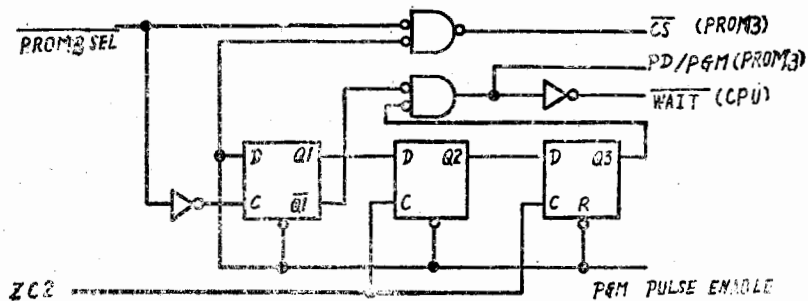 PROM3 SEL
CS (PROM3)
PD/PGM (PROM3)
WAIT (CPU)
D Q1
C Q1
D Q2
C
D Q3
C R
ZC2
PGM PULSE ENABLE